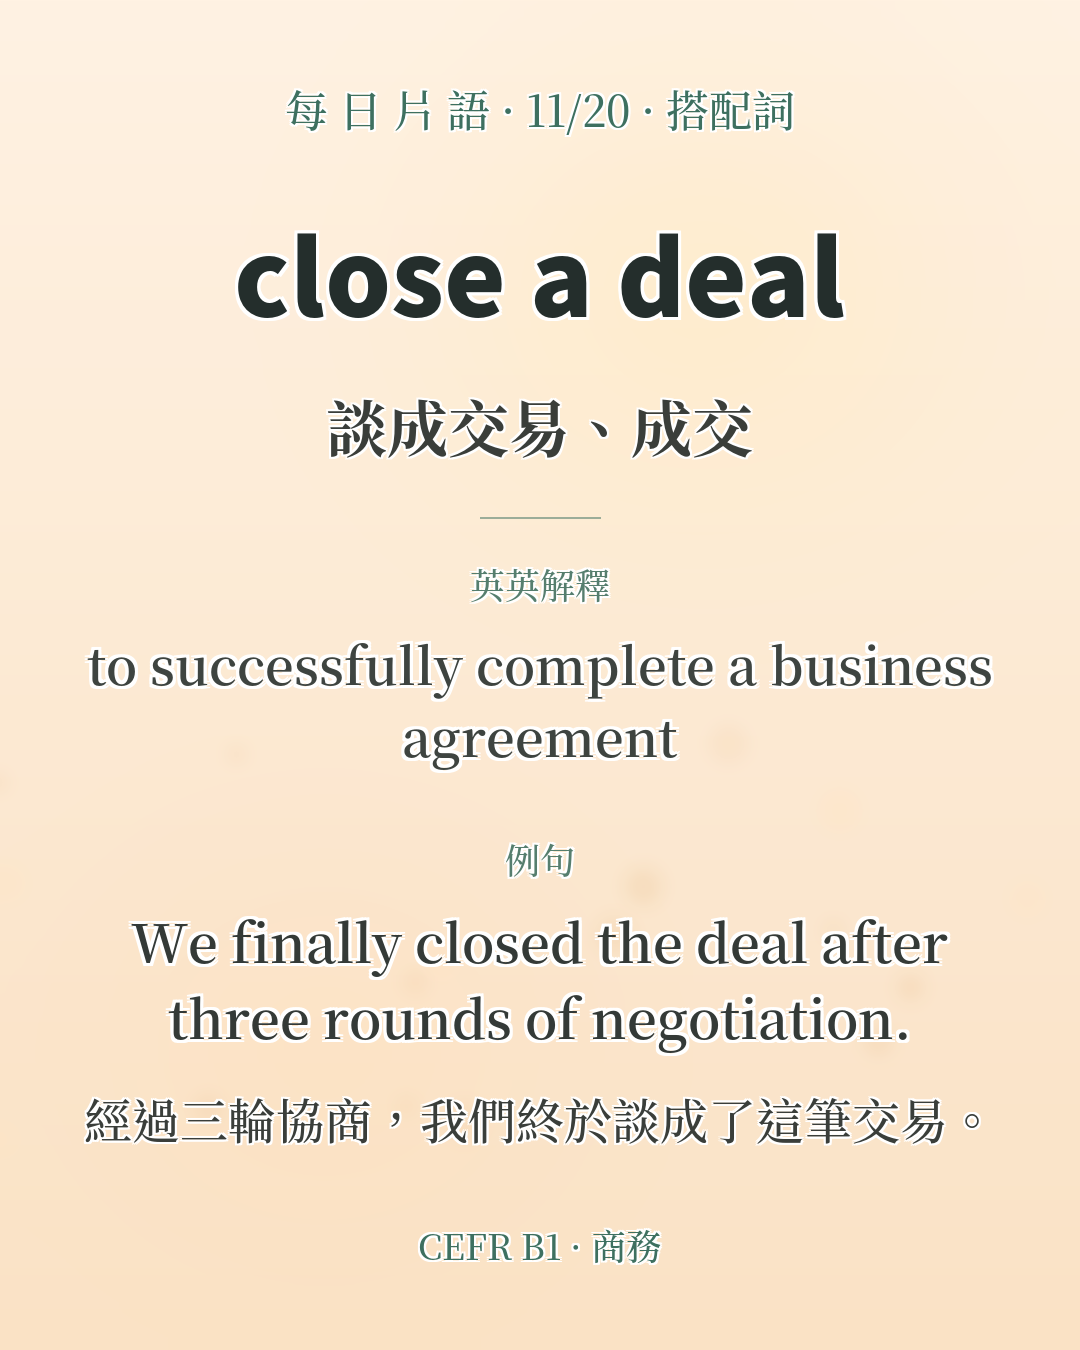 每日片語 · 11/20 · 搭配詞
close a deal
談成交易、成交
英英解釋
to successfully complete a business
agreement
例句
We finally closed the deal after
three rounds of negotiation.
經過三輪協商，我們終於談成了這筆交易。
CEFR B1 · 商務